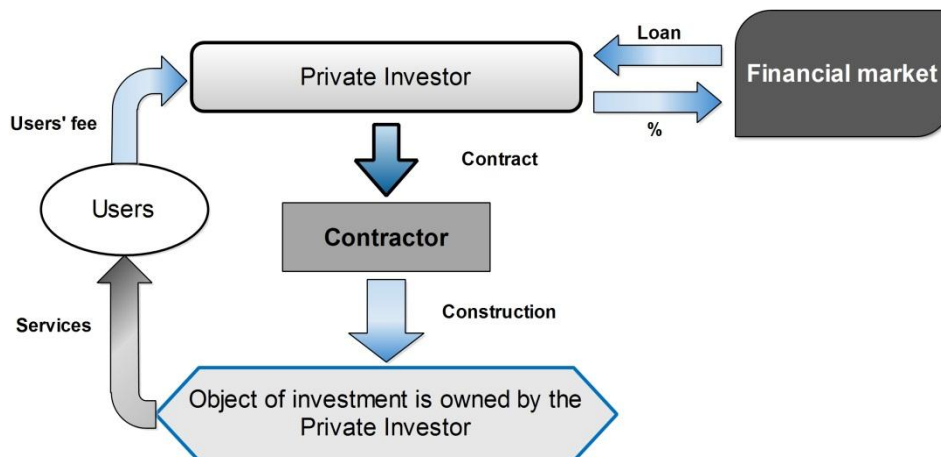 Loan
Private Investor
Financial market
%
Users' fee
Contract
Users
Contractor
Services
Construction
Object of investment is owned by the
Private Investor